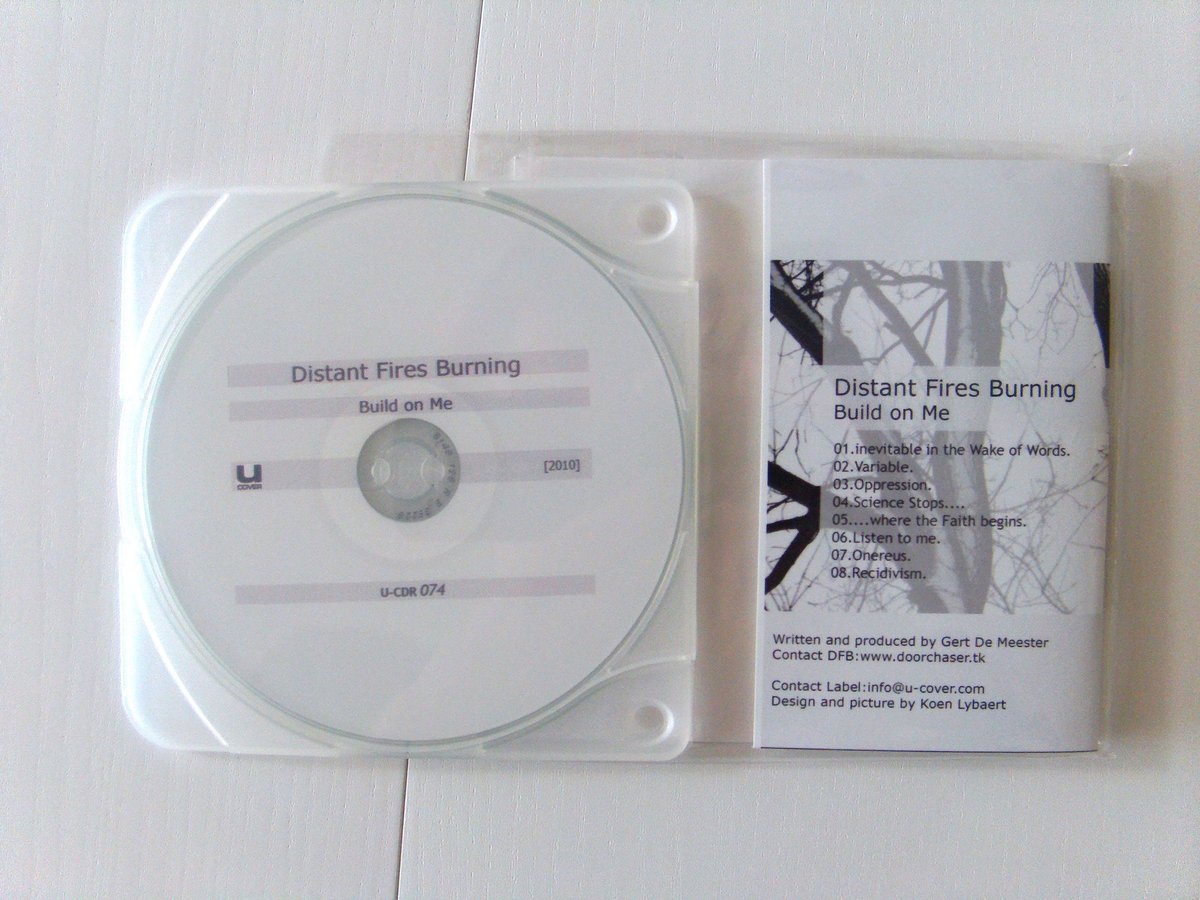 Distant Fires Burning
Build on Me
u
COVER
[2010]
U-CDR 074
Distant Fires Burning
Build on Me
01.inevitable in the Wake of Words.
02.Variable.
03.Oppression.
04.Science Stops....
05....where the Faith begins.
06.Listen to me.
07.Onereus.
08.Recidivism.
Written and produced by Gert De Meester
Contact DFB:www.doorchaser.tk
Contact Label:info@u-cover.com
Design and picture by Koen Lybaert